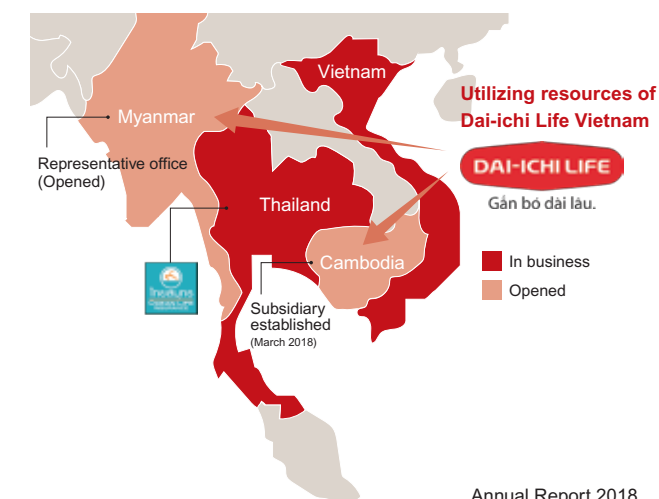 Vietnam
Utilizing resources of
Dai-ichi Life Vietnam
Myanmar
DAI-ICHI LIFE
Representative office
(Opened)
Gắn bó dài lâu.
Thailand
Cambodia
In business
Opened
Subsidiary
established
(March 2018)
Annual Report 2018